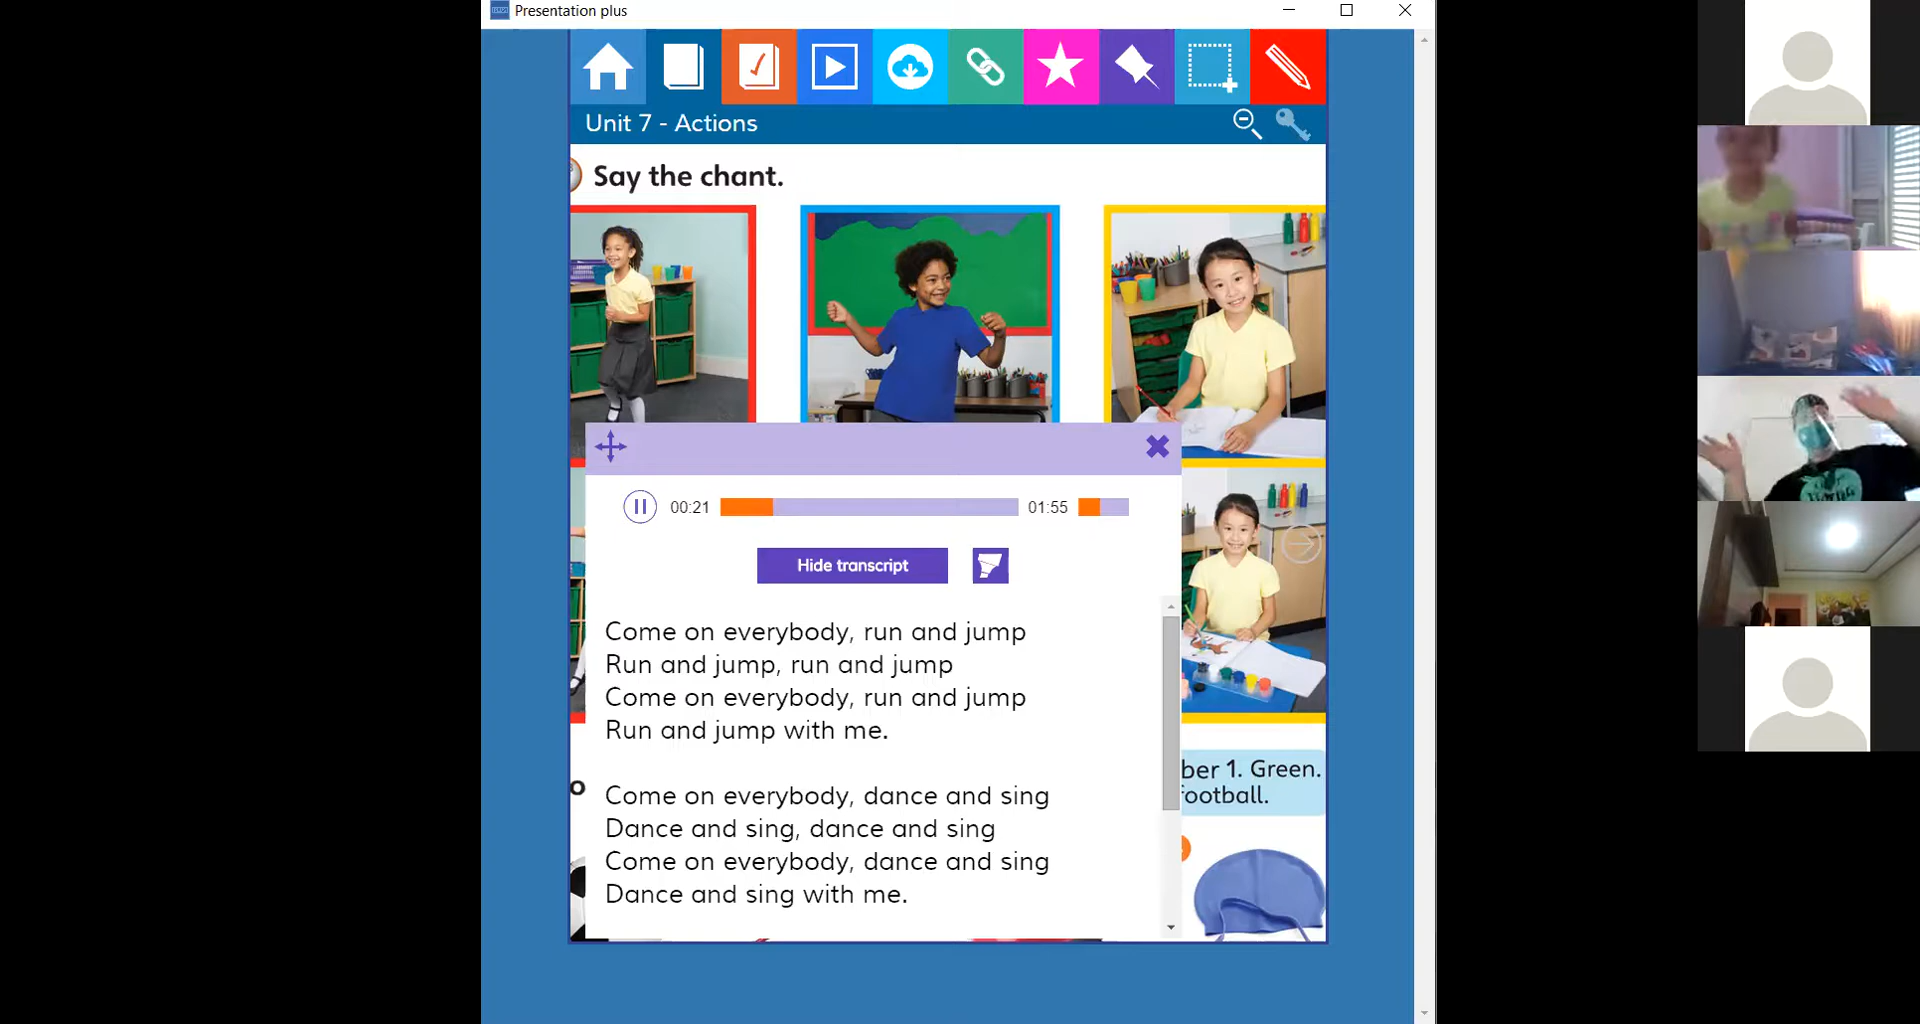 Presentation plus
Unit 7 - Actions
Say the chant.
00:21
01:55
Hide transcript
Come on everybody, run and jump
Run and jump, run and jump
Come on everybody, run and jump
Run and jump with me.
Come on everybody, dance and sing
Dance and sing, dance and sing
Come on everybody, dance and sing
Dance and sing with me.
ber 1. Green.
football.